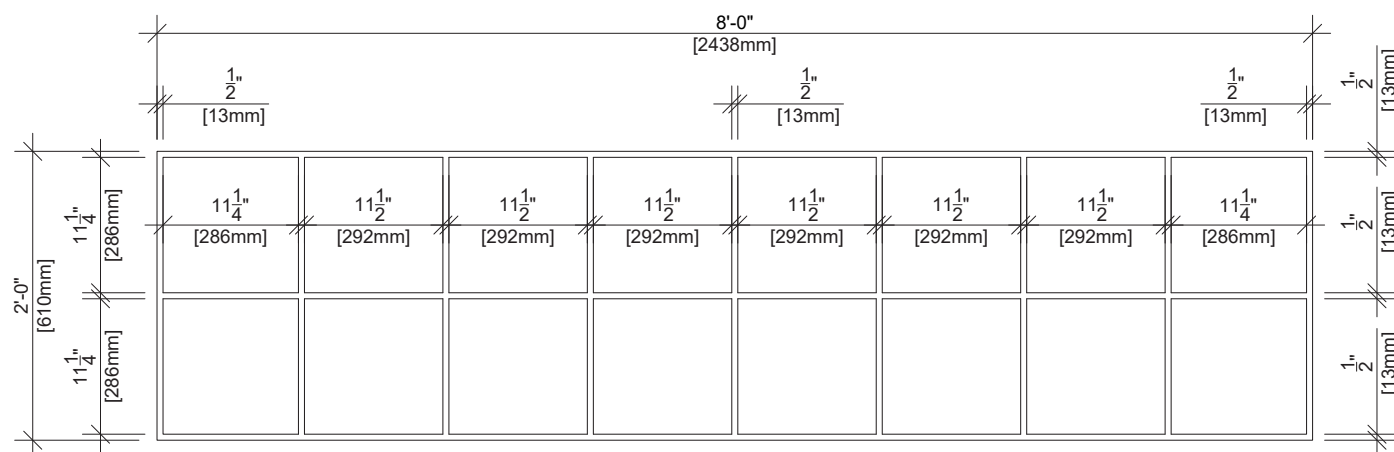 8'-0"
[2438mm]
1/2" 1/2" 1/2"
[13mm] [13mm] [13mm]
1/2"
[13mm]
11 1/4" 11 1/2" 11 1/2" 11 1/2" 11 1/2" 11 1/2" 11 1/2" 11 1/4"
[286mm] [292mm] [292mm] [292mm] [292mm] [292mm] [292mm] [286mm]
11 1/4"
[286mm]
1/2"
[13mm]
2'-0"
[610mm]
11 1/4"
[286mm]
1/2"
[13mm]